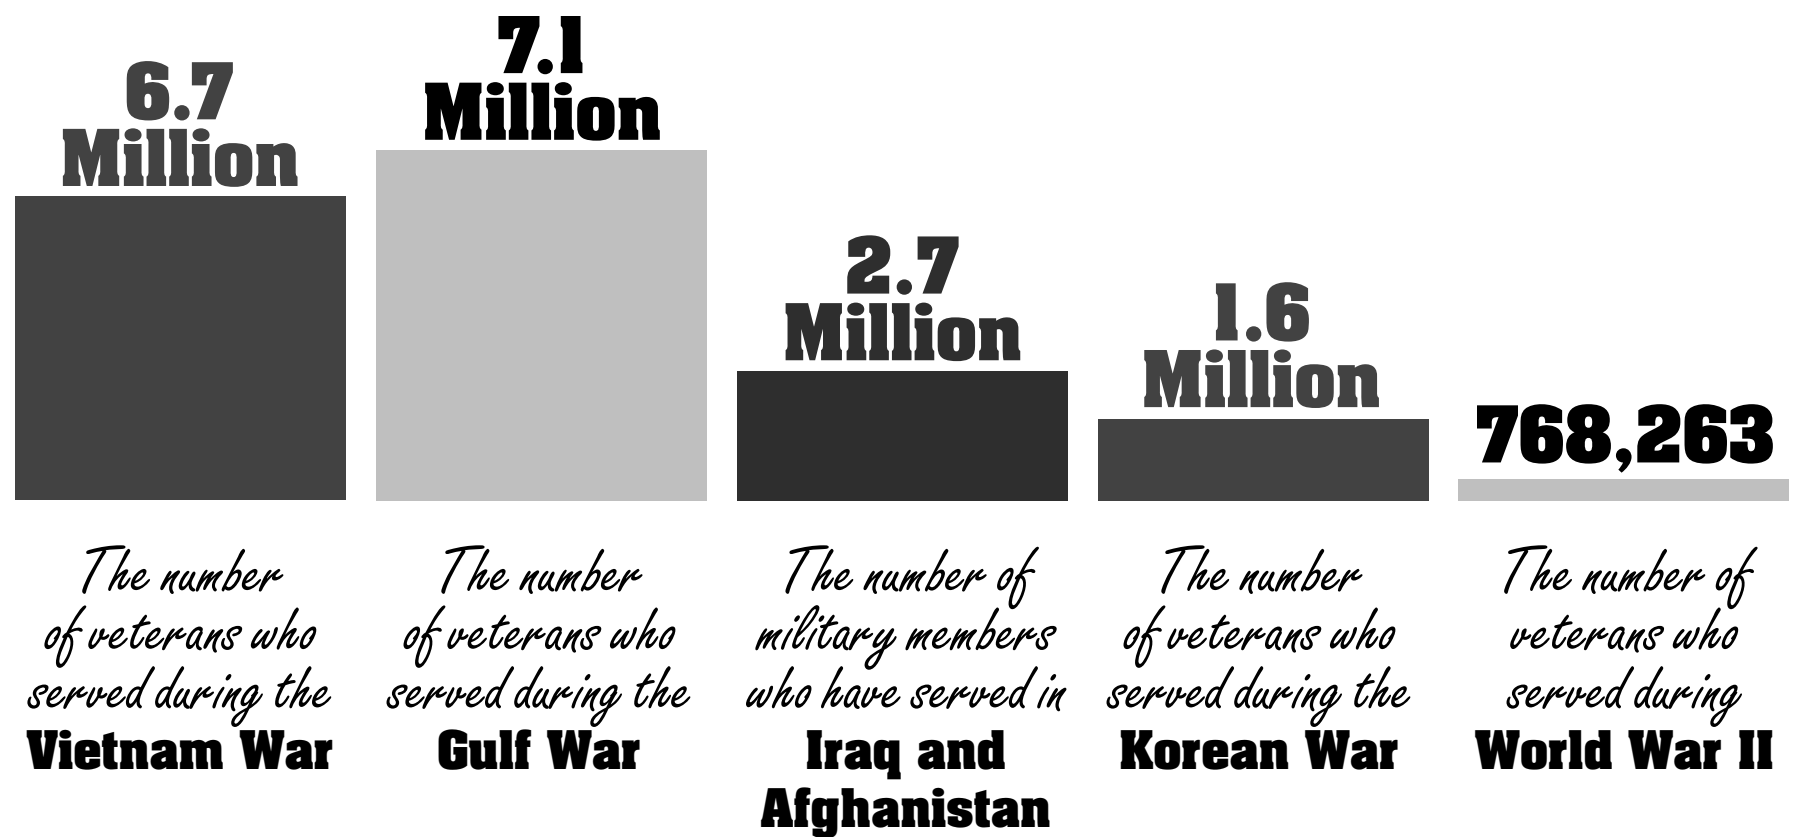 6.7
Million
The number
of veterans who
served during the
Vietnam War
7.1
Million
The number
of veterans who
served during the
Gulf War
2.7
Million
The number of
military members
who have served in
Iraq and
Afghanistan
1.6
Million
The number
of veterans who
served during the
Korean War
768,263
The number of
veterans who
served during
World War II